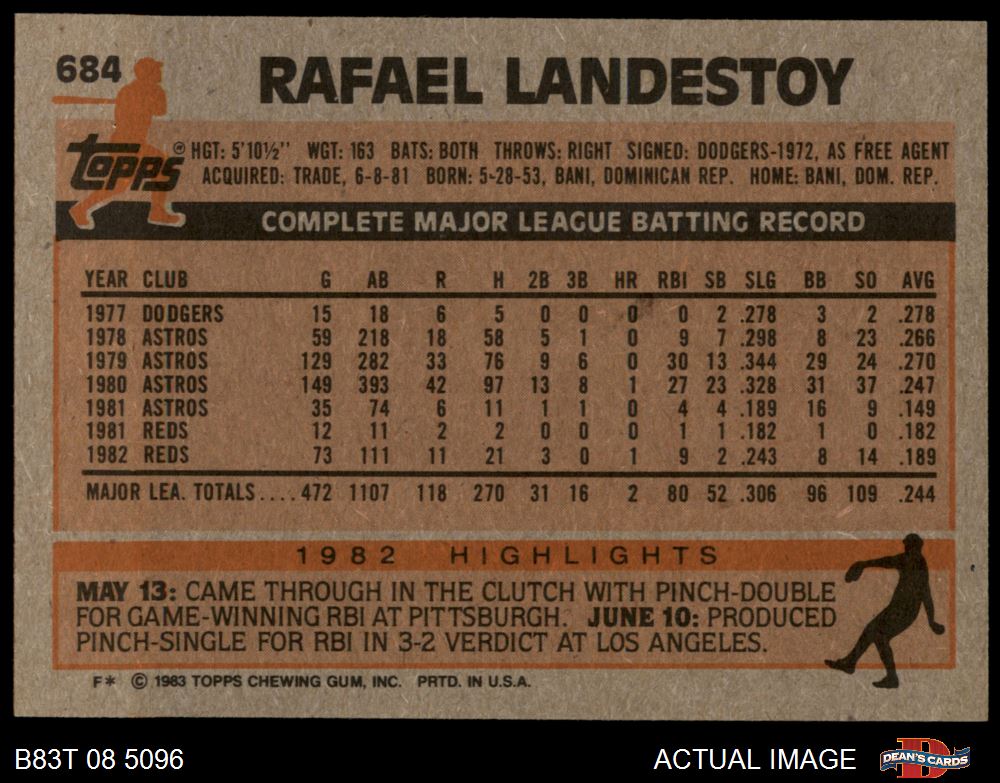 684 RAFAEL LANDESTOY
Topps® HGT: 5'10½" WGT: 163 BATS: BOTH THROWS: RIGHT SIGNED: DODGERS-1972, AS FREE AGENT
ACQUIRED: TRADE, 6-8-81 BORN: 5-28-53, BANI, DOMINICAN REP. HOME: BANI, DOM. REP.
COMPLETE MAJOR LEAGUE BATTING RECORD
YEAR CLUB G AB R H 2B 3B HR RBI SB SLG BB SO AVG
1977 DODGERS 15 18 6 5 0 0 0 0 2 .278 3 2 .278
1978 ASTROS 59 218 18 58 5 1 0 9 7 .298 8 23 .266
1979 ASTROS 129 282 33 76 9 6 0 30 13 .344 29 24 .270
1980 ASTROS 149 393 42 97 13 8 1 27 23 .328 31 37 .247
1981 ASTROS 35 74 6 11 1 1 0 4 4 .189 16 9 .149
1981 REDS 12 11 2 2 0 0 0 1 1 .182 1 0 .182
1982 REDS 73 111 11 21 3 0 1 9 2 .243 8 14 .189
MAJOR LEA. TOTALS.... 472 1107 118 270 31 16 2 80 52 .306 96 109 .244
1982 HIGHLIGHTS
MAY 13: CAME THROUGH IN THE CLUTCH WITH PINCH-DOUBLE
FOR GAME-WINNING RBI AT PITTSBURGH. JUNE 10: PRODUCED
PINCH-SINGLE FOR RBI IN 3-2 VERDICT AT LOS ANGELES.
F* © 1983 TOPPS CHEWING GUM, INC. PRTD. IN U.S.A.
B83T 08 5096 ACTUAL IMAGE D DEAN'S CARDS